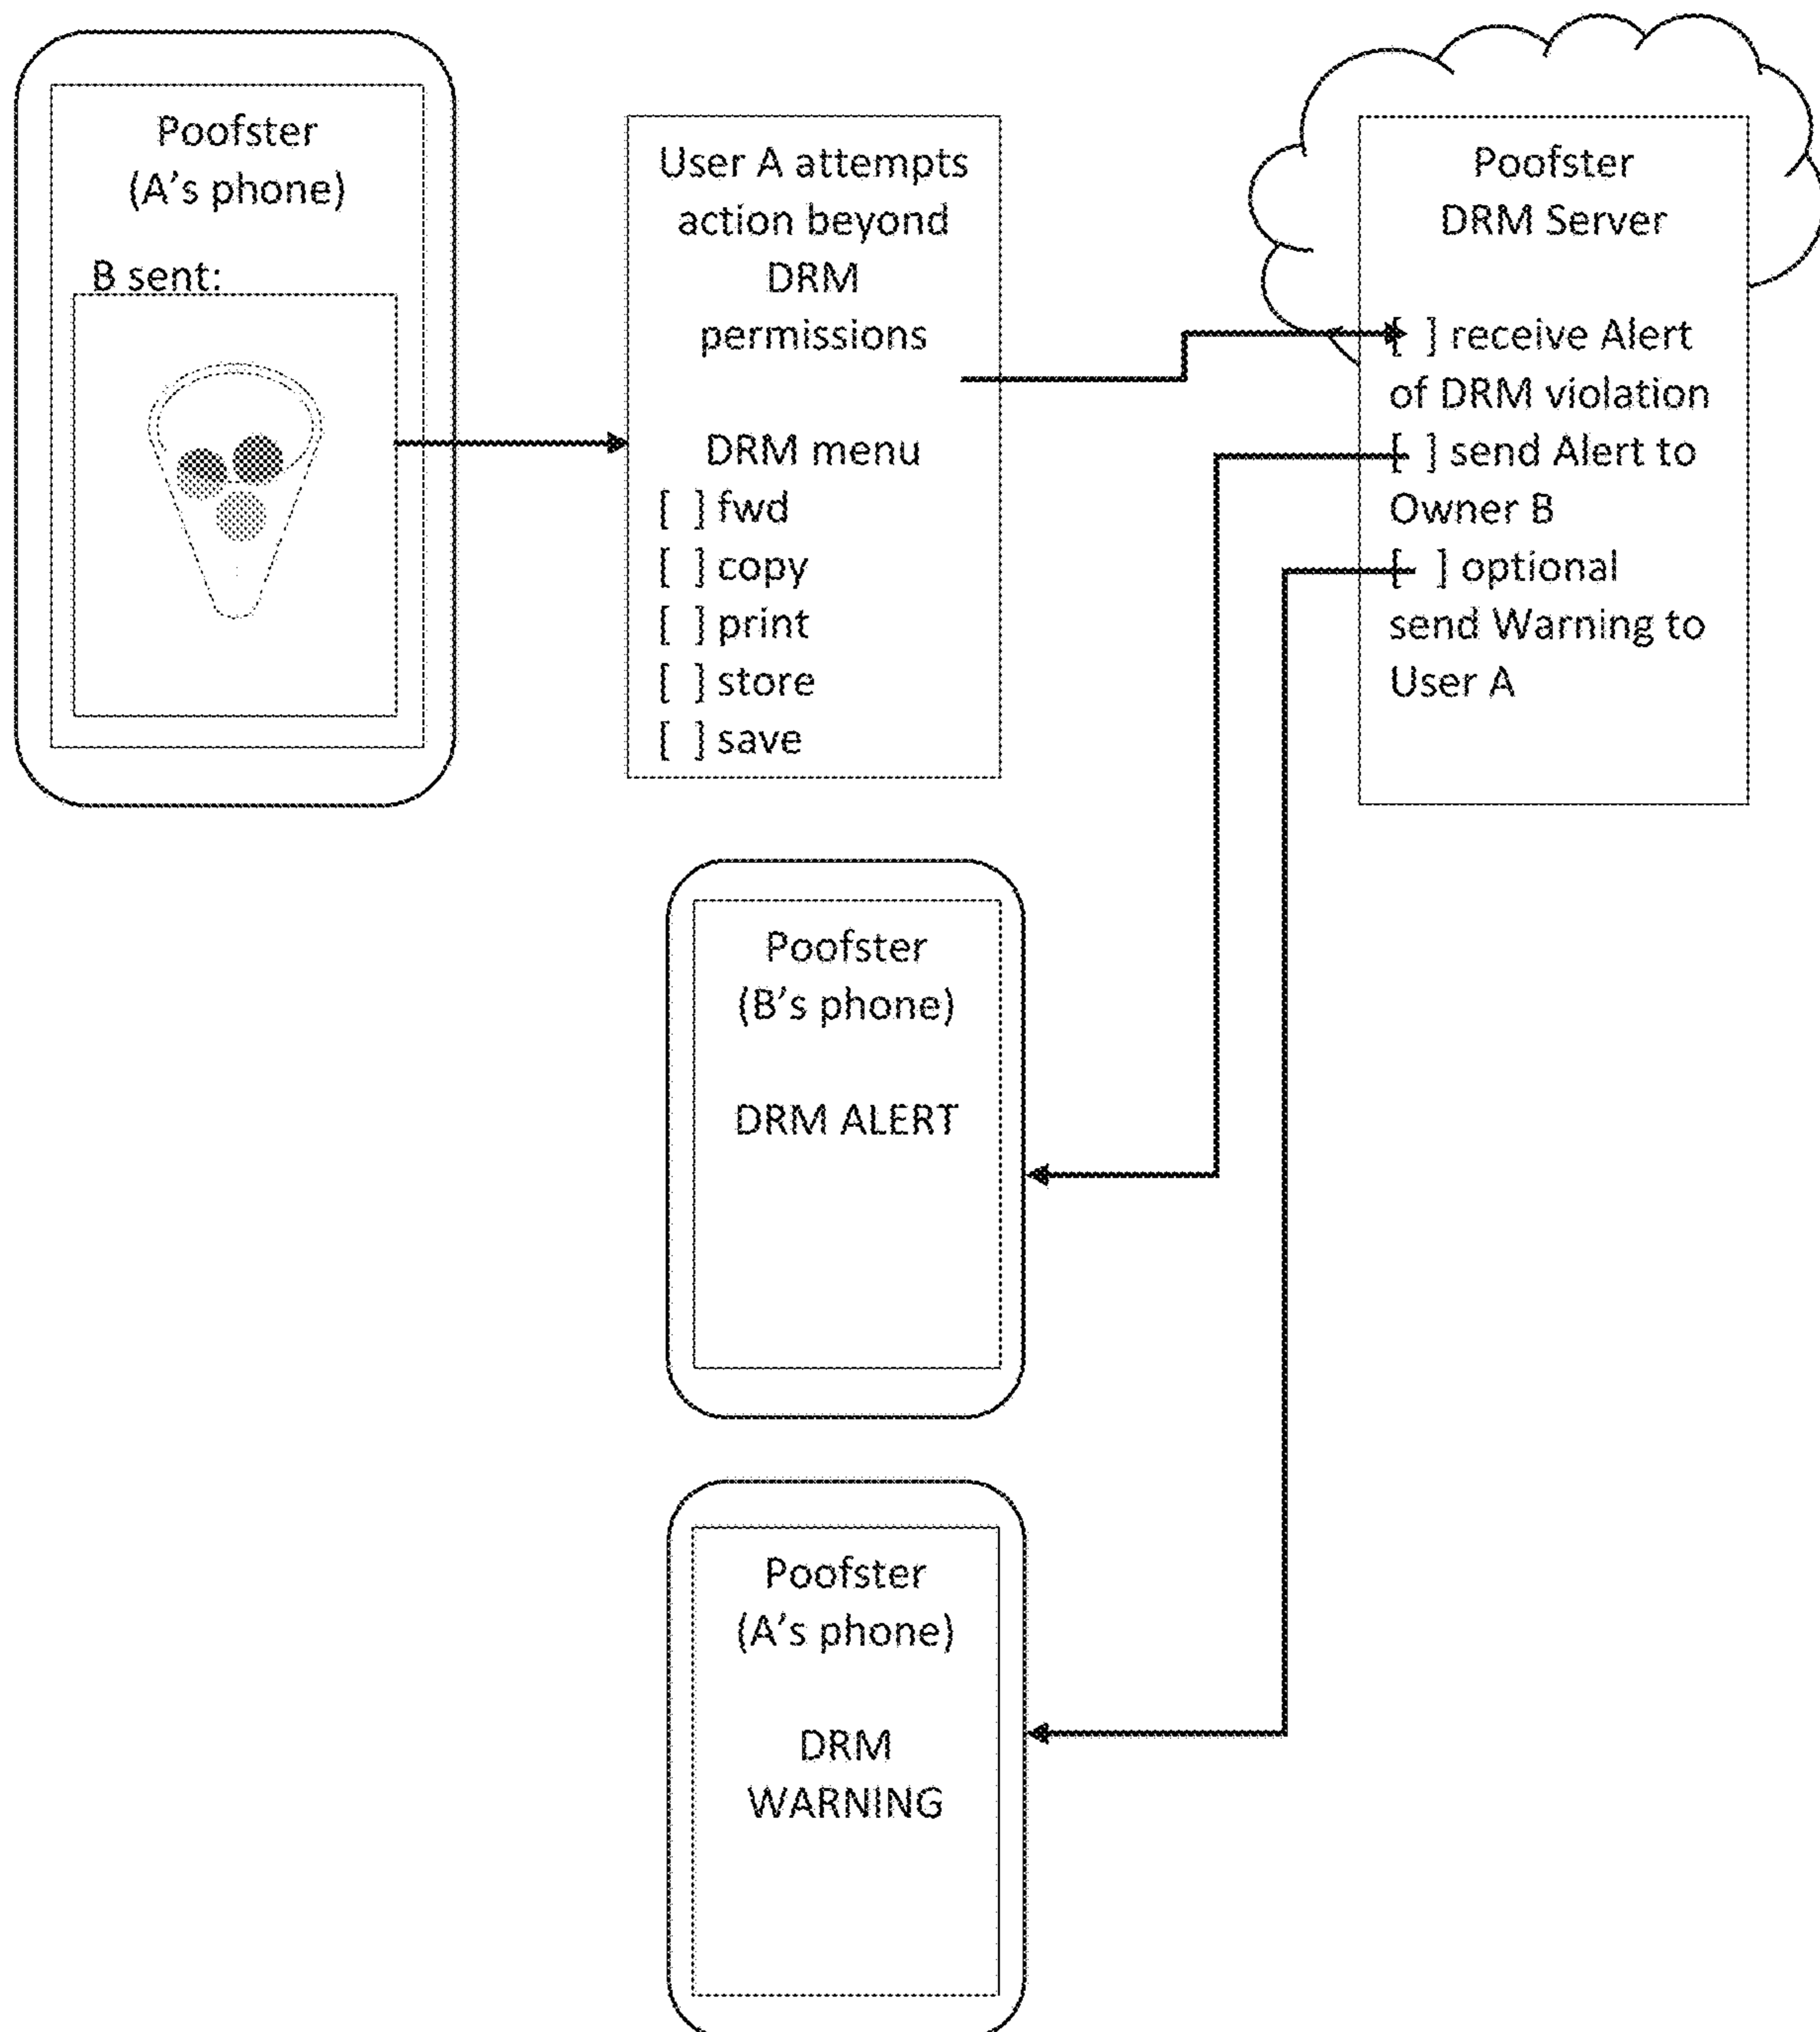 Poofster
(A's phone)
B sent:
User A attempts
action beyond
DRM
permissions
DRM menu
[ ] fwd
[ ] copy
[ ] print
[ ] store
[ ] save
Poofster
DRM Server
[ ] receive Alert
of DRM violation
[ ] send Alert to
Owner B
[ ] optional
send Warning to
User A
Poofster
(B's phone)
DRM ALERT
Poofster
(A's phone)
DRM
WARNING